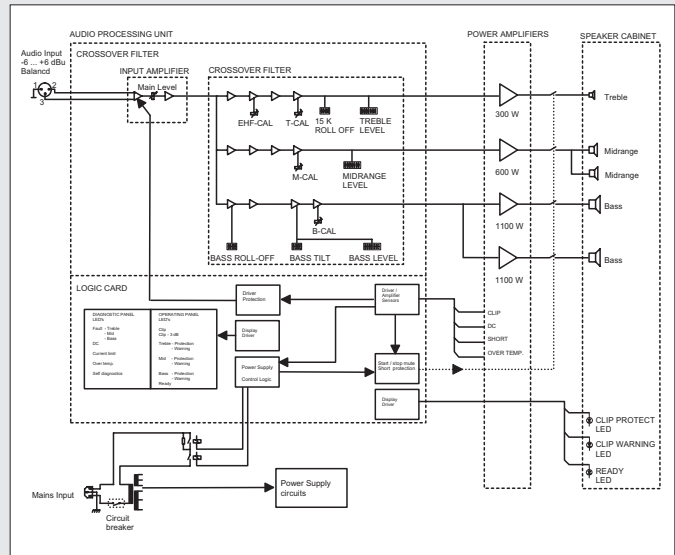 AUDIO PROCESSING UNIT
POWER AMPLIFIERS
SPEAKER CABINET
Audio Input
-6 ... +6 dBu
Balancd
1
2
3
CROSSOVER FILTER
INPUT AMPLIFIER
Main Level
CROSSOVER FILTER
EHF-CAL
T-CAL
15 K
ROLL OFF
TREBLE
LEVEL
300 W
Treble
M-CAL
MIDRANGE
LEVEL
600 W
Midrange
Midrange
B-CAL
BASS ROLL-OFF
BASS TILT
BASS LEVEL
1100 W
Bass
1100 W
Bass
LOGIC CARD
Driver
Protection
Driver /
Amplifier
Sensors
DIAGNOSTIC PANEL
LED's
Fault - Treble
- Mid
- Bass
DC
Current limit
Over temp.
Self diagnostics
OPERATING PANEL
LED's
Clip
Clip - 3 dB
Treble - Protection
- Warning
Mid - Protection
- Warning
Bass - Protection
- Warning
Ready
Display
Driver
Power Supply
Control Logic
Start / stop mute
Short protection
Display
Driver
CLIP
DC
SHORT
OVER TEMP.
CLIP PROTECT
LED
CLIP WARNING
LED
READY
LED
Mains Input
Circuit
breaker
Power Supply
circuits